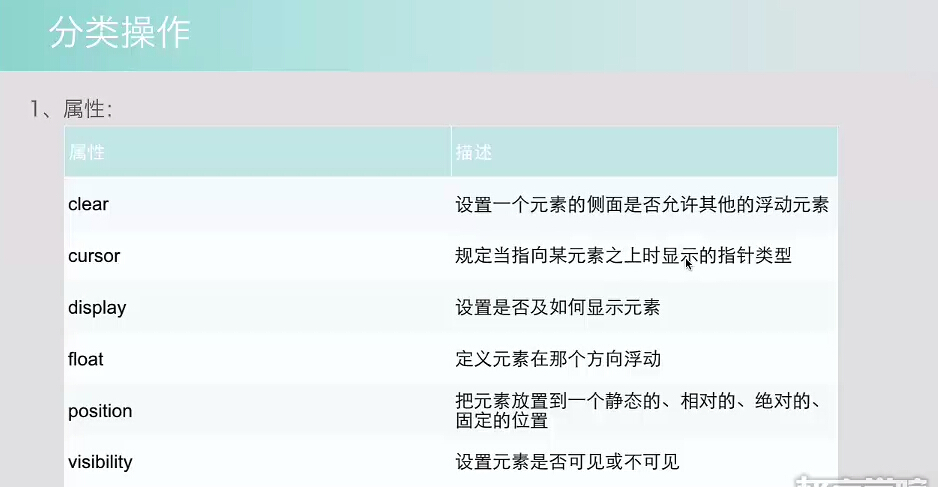 分类操作
1、属性：
属性 描述
clear 设置一个元素的侧面是否允许其他的浮动元素
cursor 规定当指向某元素之上时显示的指针类型
display 设置是否及如何显示元素
float 定义元素在那个方向浮动
position 把元素放置到一个静态的、相对的、绝对的、
固定的位置
visibility 设置元素是否可见或不可见